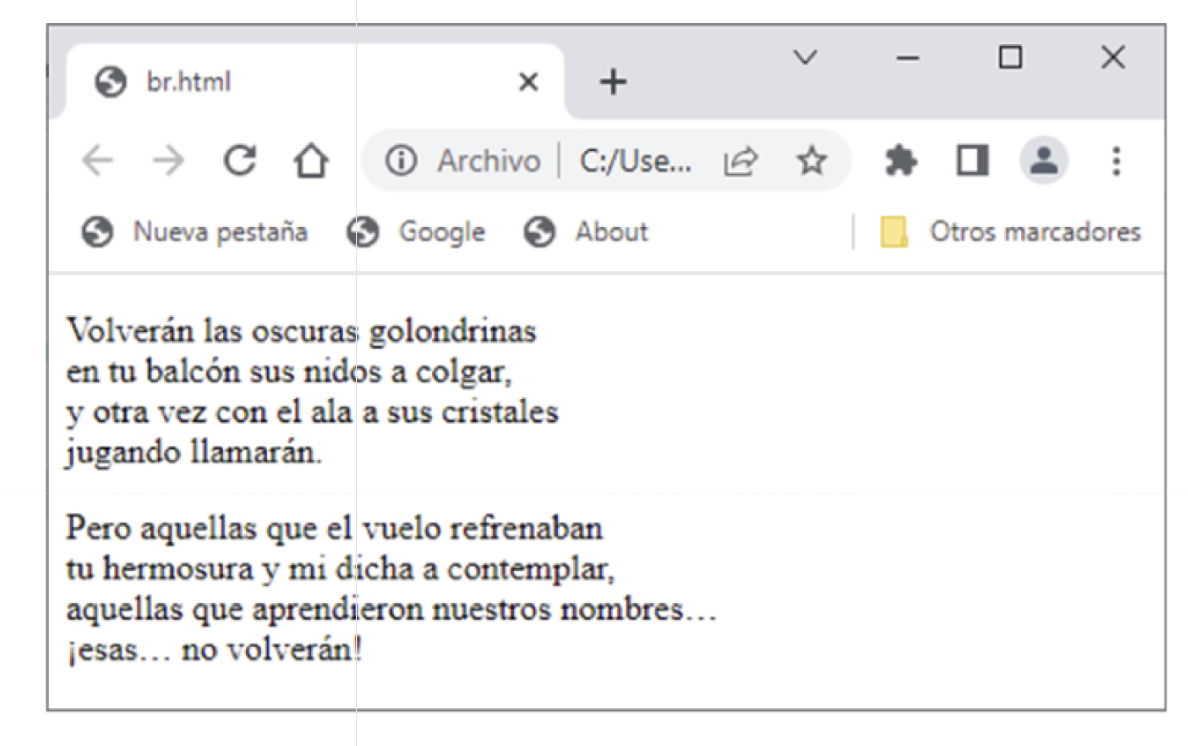 br.html
Archivo C:/Use...
Nueva pestaña Google About Otros marcadores
Volverán las oscuras golondrinas
en tu balcón sus nidos a colgar,
y otra vez con el ala a sus cristales
jugando llamarán.
Pero aquellas que el vuelo refrenaban
tu hermosura y mi dicha a contemplar,
aquellas que aprendieron nuestros nombres…
¡esas… no volverán!